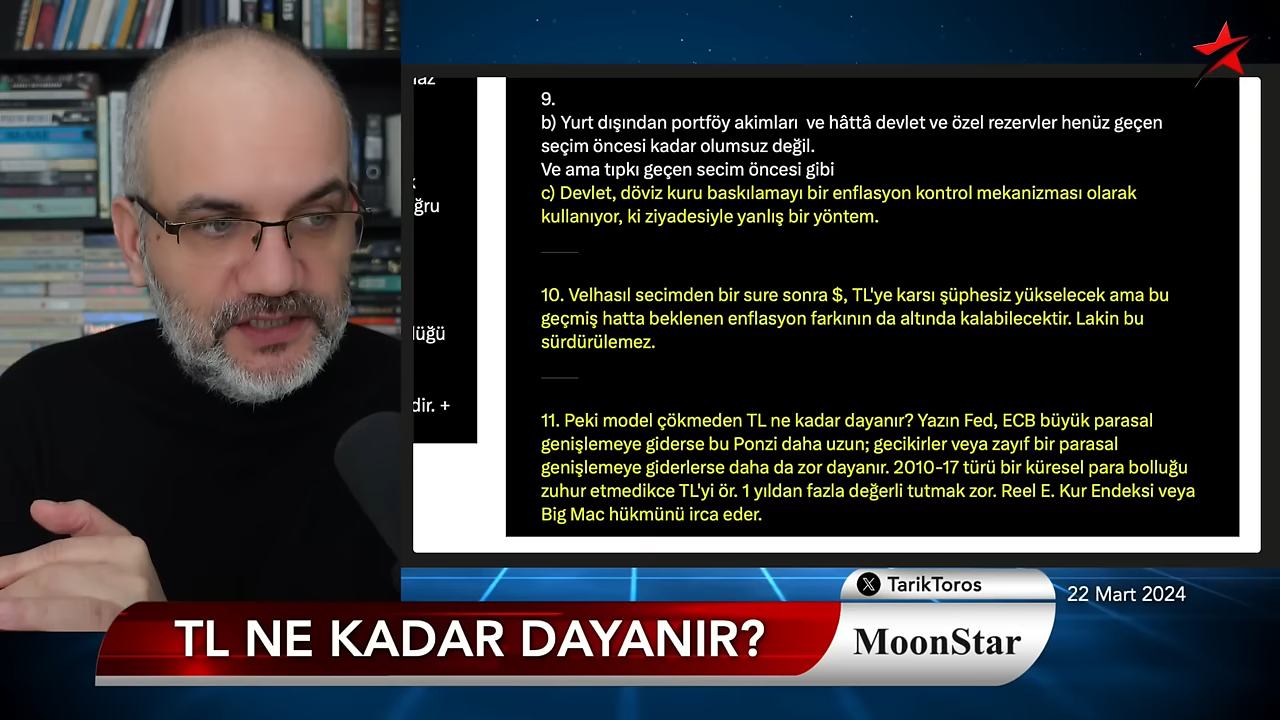 ğru
lüğü
dir. +
9.
b) Yurt dışından portföy akimları ve hâttâ devlet ve özel rezervler henüz geçen
seçim öncesi kadar olumsuz değil.
Ve ama tıpkı geçen secim öncesi gibi
c) Devlet, döviz kuru baskılamayı bir enflasyon kontrol mekanizması olarak
kullanıyor, ki ziyadesiyle yanlış bir yöntem.
10. Velhasıl secimden bir sure sonra $, TL'ye karsı şüphesiz yükselecek ama bu
geçmiş hatta beklenen enflasyon farkının da altında kalabilecektir. Lakin bu
sürdürülemez.
11. Peki model çökmeden TL ne kadar dayanır? Yazın Fed, ECB büyük parasal
genişlemeye giderse bu Ponzi daha uzun; gecikirler veya zayıf bir parasal
genişlemeye giderlerse daha da zor dayanır. 2010-17 türü bir küresel para bolluğu
zuhur etmedikce TL'yi ör. 1 yıldan fazla değerli tutmak zor. Reel E. Kur Endeksi veya
Big Mac hükmünü irca eder.
TarikToros
22 Mart 2024
TL NE KADAR DAYANIR?
MoonStar